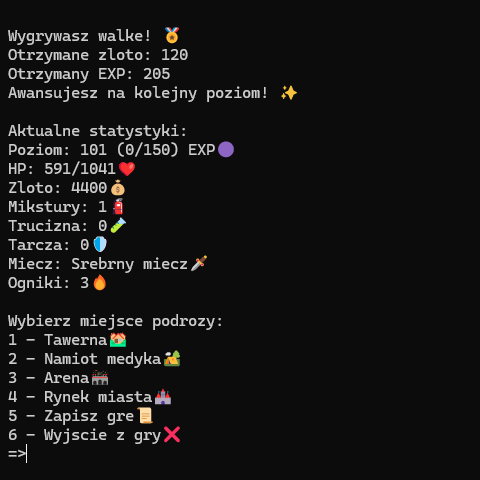 Wygrywasz walke! 🏅
Otrzymane zloto: 120
Otrzymany EXP: 205
Awansujesz na kolejny poziom! ✨
Aktualne statystyki:
Poziom: 101 (0/150) EXP🟣
HP: 591/1041❤️
Zloto: 4400💰
Mikstury: 1🧯
Trucizna: 0🧪
Tarcza: 0🛡️
Miecz: Srebrny miecz🗡️
Ogniki: 3🔥
Wybierz miejsce podrozy:
1 - Tawerna🏘️
2 - Namiot medyka🏕️
3 - Arena🏟️
4 - Rynek miasta🏰
5 - Zapisz gre📜
6 - Wyjscie z gry❌
=>